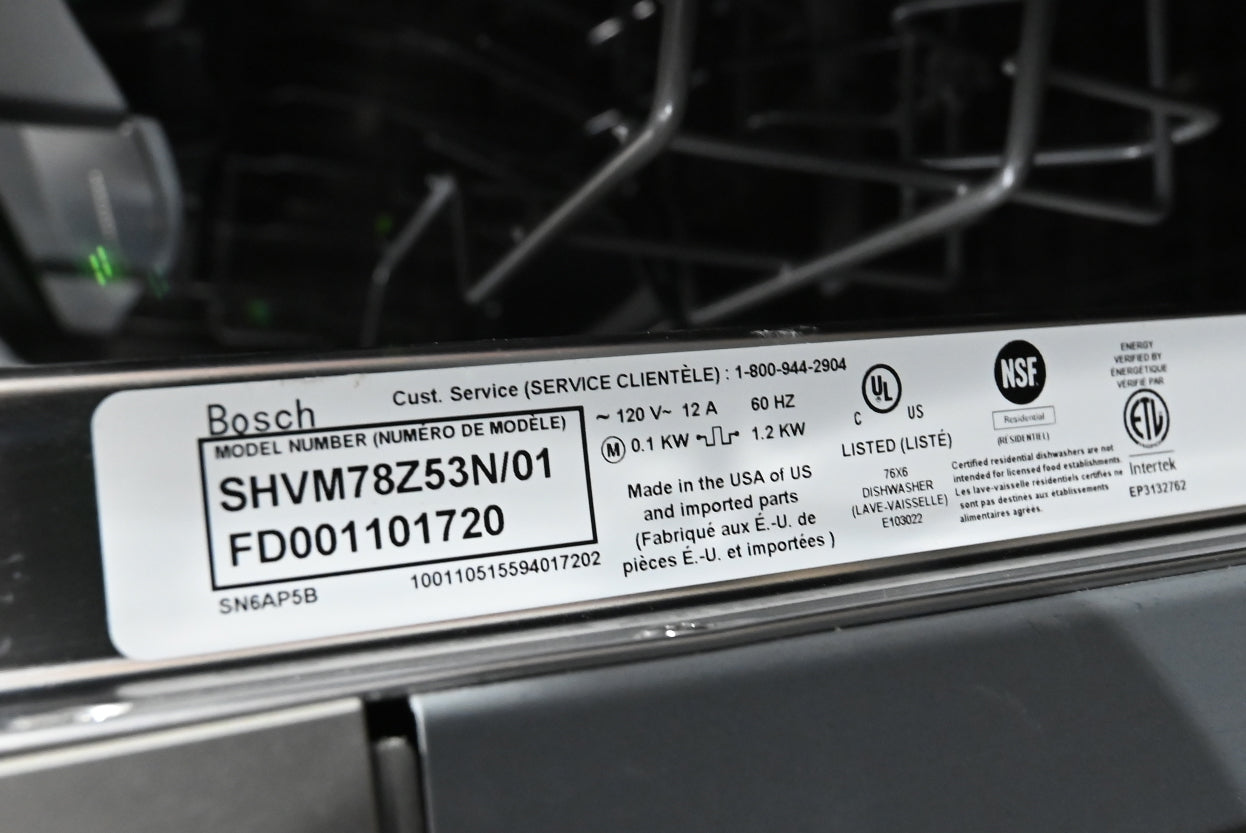 Bosch
Cust. Service (SERVICE CLIENTÈLE) : 1-800-944-2904
MODEL NUMBER (NUMÉRO DE MODÈLE)
SHVM78Z53N/01
FD001101720
SN6AP5B
100110515594017202
~ 120 V~ 12 A 60 HZ
M 0.1 KW 1.2 KW
Made in the USA of US
and imported parts
(Fabriqué aux É.-U. de
pièces É.-U. et importées )
UL
C US
LISTED (LISTÉ)
76X6
DISHWASHER
(LAVE-VAISSELLE)
E103022
NSF
Residential
(RÉSIDENTIEL)
Certified residential dishwashers are not
intended for licensed food establishments.
Les lave-vaisselle résidentiels certifiés ne
sont pas destinés aux établissements
alimentaires agréés.
ENERGY
VERIFIED BY
ÉNERGÉTIQUE
VÉRIFIÉ PAR
ETL
Intertek
EP3132762